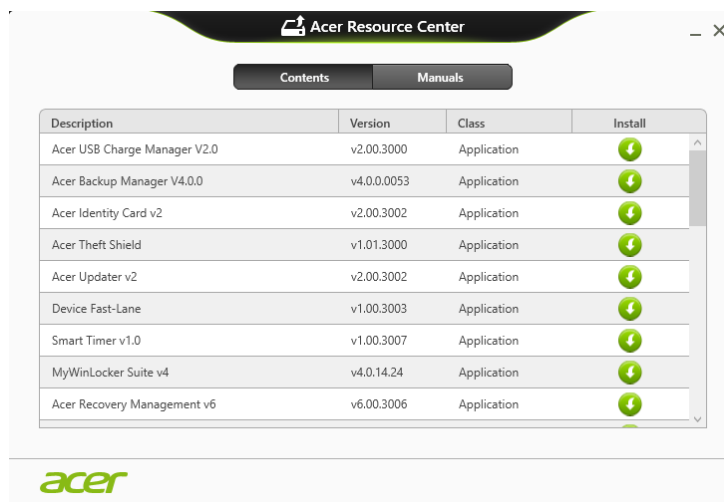 Acer Resource Center
Contents Manuals
Description Version Class Install
Acer USB Charge Manager V2.0 v2.00.3000 Application
Acer Backup Manager V4.0.0 v4.0.0.0053 Application
Acer Identity Card v2 v2.00.3002 Application
Acer Theft Shield v1.01.3000 Application
Acer Updater v2 v2.00.3002 Application
Device Fast-Lane v1.00.3003 Application
Smart Timer v1.0 v1.00.3007 Application
MyWinLocker Suite v4 v4.0.14.24 Application
Acer Recovery Management v6 v6.00.3006 Application
acer